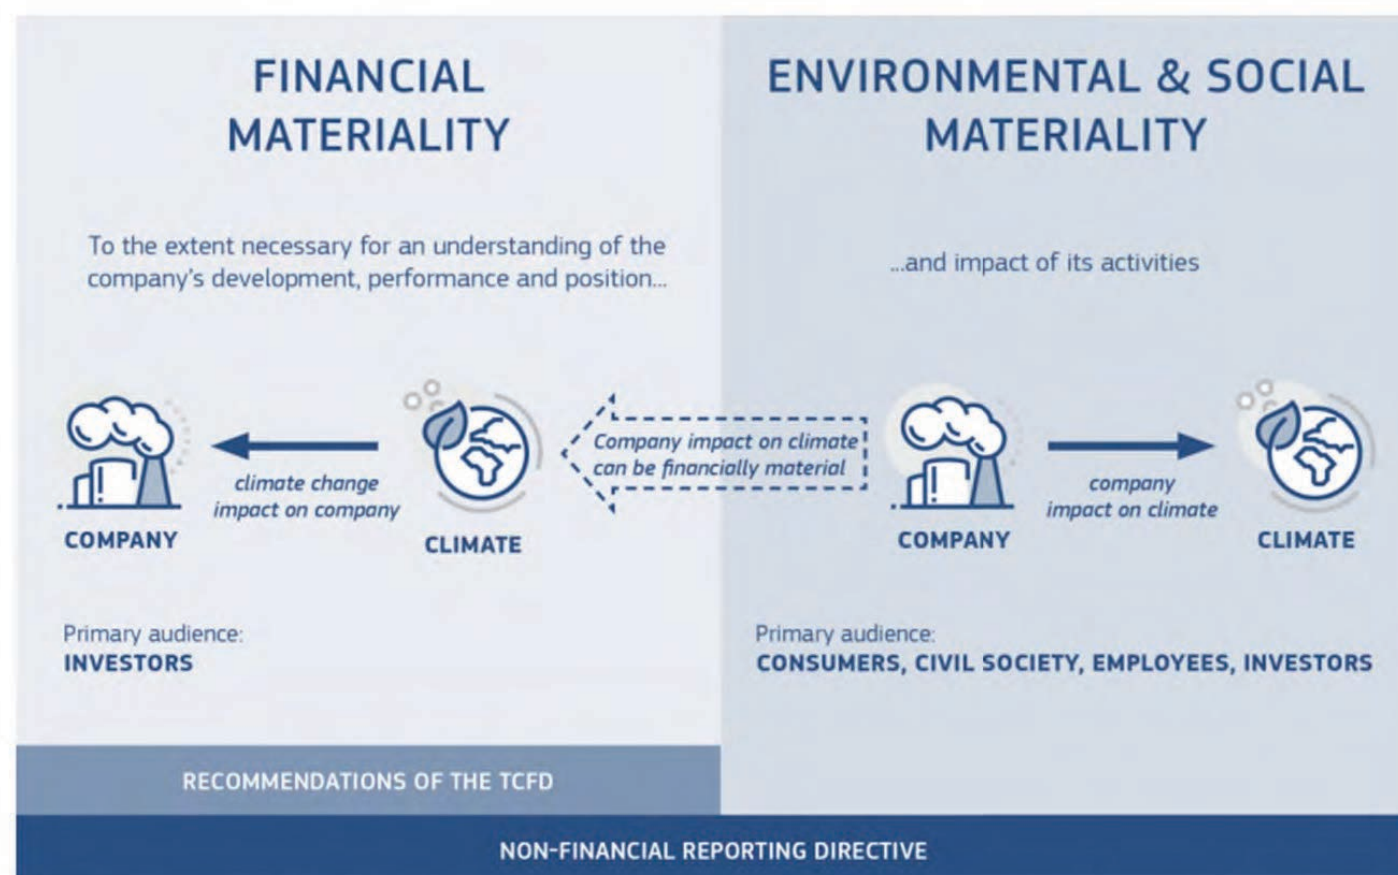 FINANCIAL
MATERIALITY
To the extent necessary for an understanding of the
company's development, performance and position...
climate change
impact on company
COMPANY
CLIMATE
Primary audience:
INVESTORS
RECOMMENDATIONS OF THE TCFD
Company impact on climate
can be financially material
ENVIRONMENTAL & SOCIAL
MATERIALITY
...and impact of its activities
company
impact on climate
COMPANY
CLIMATE
Primary audience:
CONSUMERS, CIVIL SOCIETY, EMPLOYEES, INVESTORS
NON-FINANCIAL REPORTING DIRECTIVE